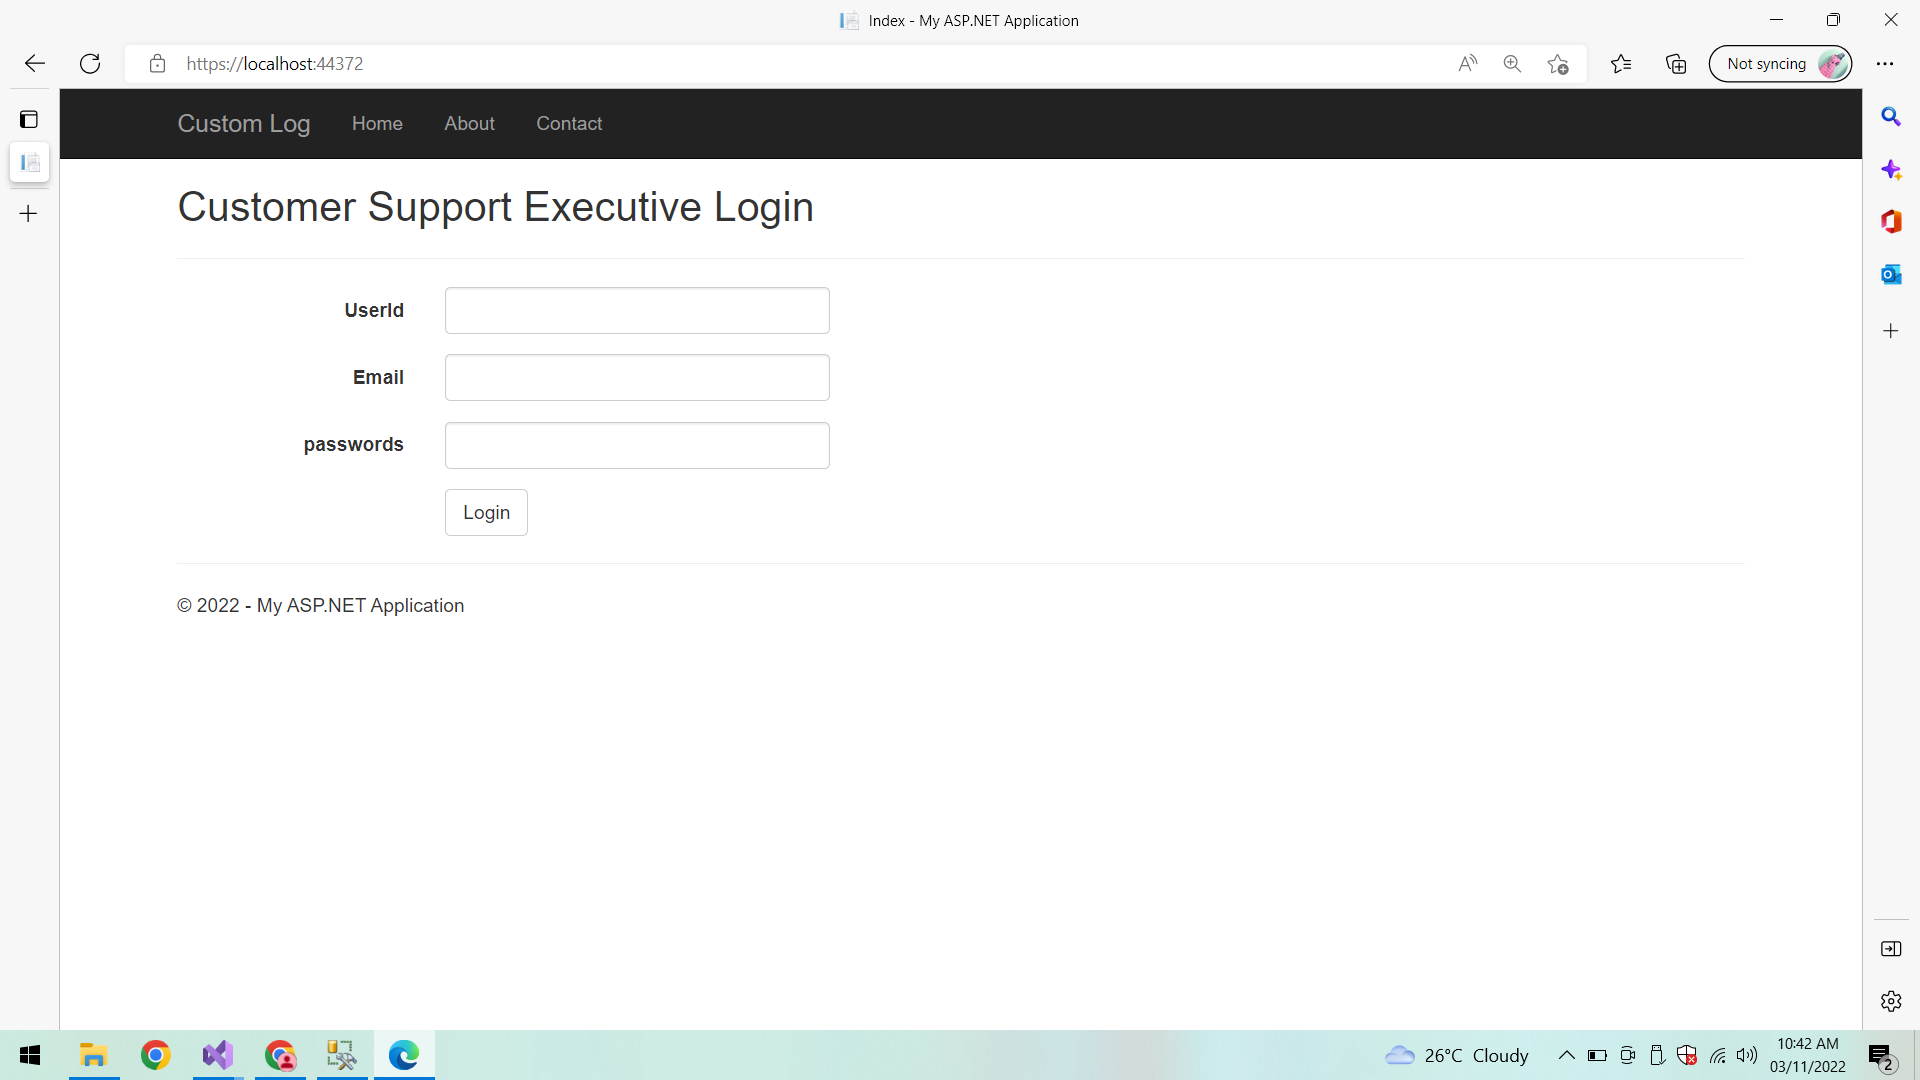 Index - My ASP.NET Application
https://localhost:44372
Not syncing
Custom Log Home About Contact
Customer Support Executive Login
UserId
Email
passwords
Login
© 2022 - My ASP.NET Application
26°C Cloudy
10:42 AM
03/11/2022
2